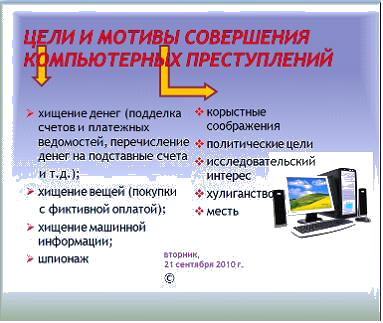 ЦЕЛИ И МОТИВЫ СОВЕРШЕНИЯ
КОМПЬЮТЕРНЫХ ПРЕСТУПЛЕНИЙ
хищение денег (подделка
счетов и платежных
ведомостей, перечисление
денег на подставные счета
и т.д.);
хищение вещей (покупки
с фиктивной оплатой);
хищение машинной
информации;
шпионаж
корыстные
соображения
политические цели
исследовательский
интерес
хулиганство
месть
вторник,
21 сентября 2010 г.
©